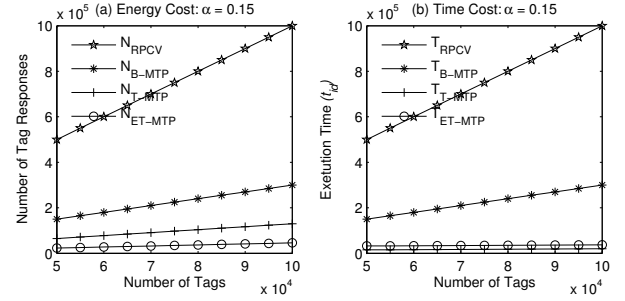 (a) Energy Cost: α = 0.15
x 10^5
10
8
6
4
2
0
5
6
7
8
9
10
x 10^4
Number of Tags
Number of Tag Responses
N_RPCV
N_B−MTP
N_T−MTP
N_ET−MTP
(b) Time Cost: α = 0.15
x 10^5
10
8
6
4
2
0
5
6
7
8
9
10
x 10^4
Number of Tags
Exetution Time (t_id)
T_RPCV
T_B−MTP
T_T−MTP
T_ET−MTP